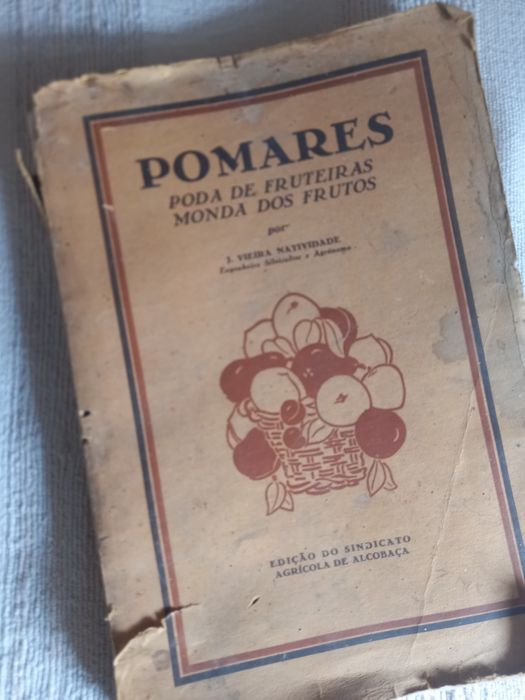 POMARES
PODA DE FRUTEIRAS
MONDA DOS FRUTOS
por
J. VIEIRA NATIVIDADE
Engenheiro Silvicultor e Agrónomo
EDIÇÃO DO SINDICATO
AGRÍCOLA DE ALCOBAÇA